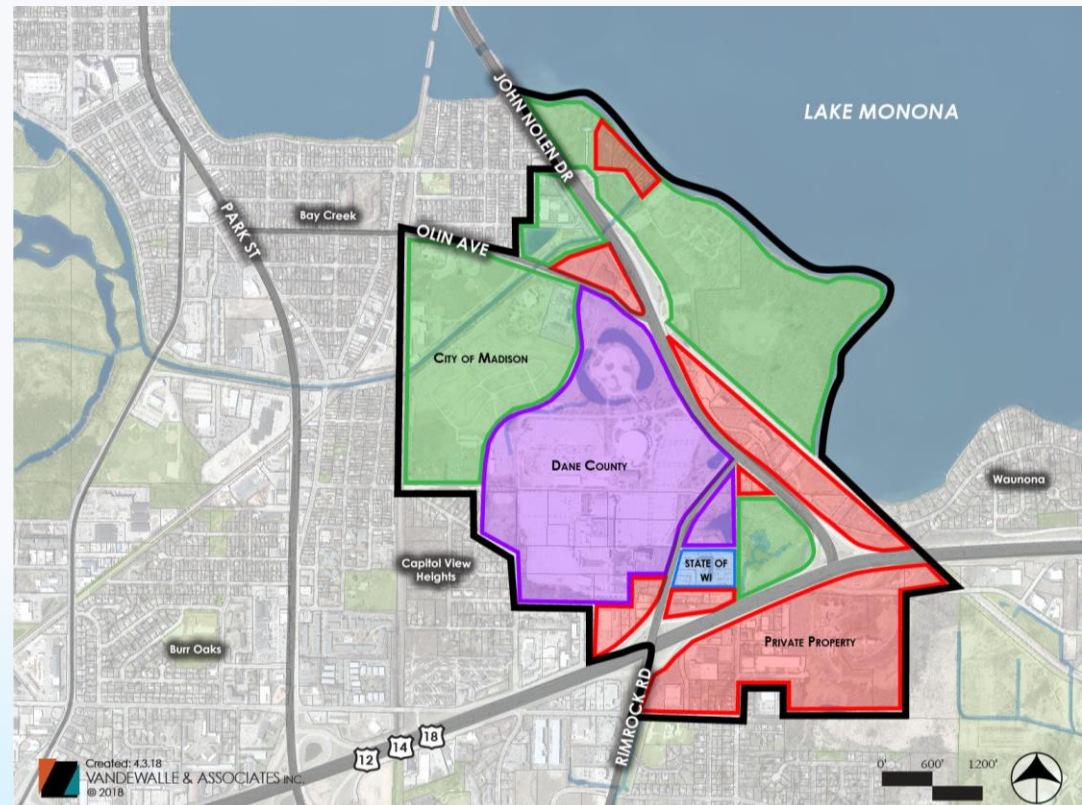 JOHN NOLEN DR
LAKE MONONA
PARK ST
Bay Creek
OLIN AVE
CITY OF MADISON
DANE COUNTY
Waunona
Capitol View
Heights
STATE OF
WI
Burr Oaks
PRIVATE PROPERTY
RIMROCK RD
12
14
18
Created: 4.3.18
VANDEWALLE & ASSOCIATES INC.
© 2018
0' 600' 1200'